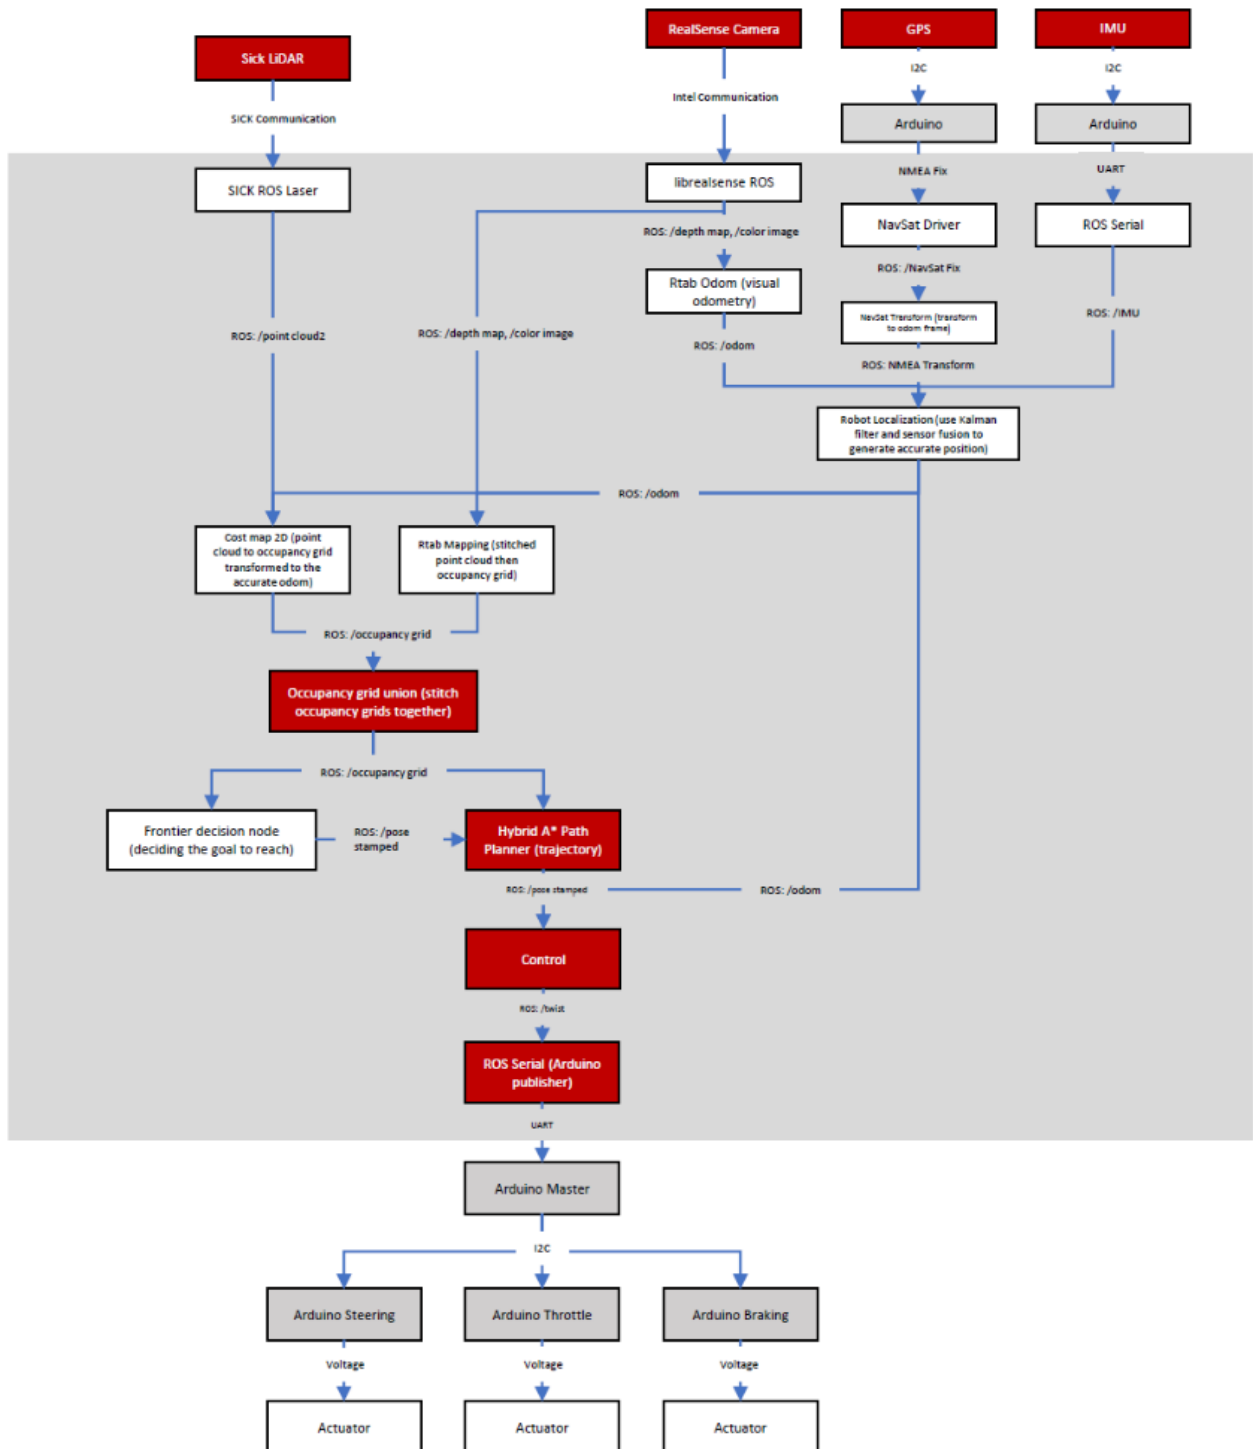 RealSense Camera
GPS
IMU
Sick LiDAR
I2C
I2C
Intel Communication
SICK Communication
Arduino
Arduino
SICK ROS Laser
librealsense ROS
NMEA Fix
UART
ROS: /depth map, /color image
NavSat Driver
ROS Serial
ROS: /NavSat Fix
Rtab Odom (visual
odometry)
NavSat Transform (transform
to odom frame)
ROS: /IMU
ROS: /point cloud2
ROS: /depth map, /color image
ROS: /odom
ROS: NMEA Transform
Robot Localization (use Kalman
filter and sensor fusion to
generate accurate position)
ROS: /odom
Cost map 2D (point
cloud to occupancy grid
transformed to the
accurate odom)
Rtab Mapping (stitched
point cloud then
occupancy grid)
ROS: /occupancy grid
Occupancy grid union (stitch
occupancy grids together)
ROS: /occupancy grid
Frontier decision node
(deciding the goal to reach)
ROS: /pose
stamped
Hybrid A* Path
Planner (trajectory)
ROS: /pose stamped
ROS: /odom
Control
ROS: /twist
ROS Serial (Arduino
publisher)
UART
Arduino Master
I2C
Arduino Steering
Arduino Throttle
Arduino Braking
Voltage
Voltage
Voltage
Actuator
Actuator
Actuator